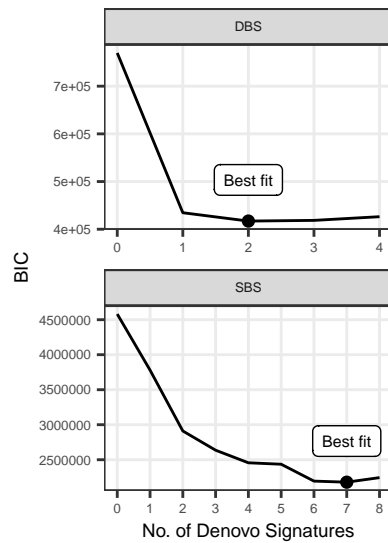 DBS
7e+05
6e+05
5e+05
4e+05
Best fit
0 1 2 3 4
BIC
SBS
4500000
4000000
3500000
3000000
2500000
Best fit
0 1 2 3 4 5 6 7 8
No. of Denovo Signatures